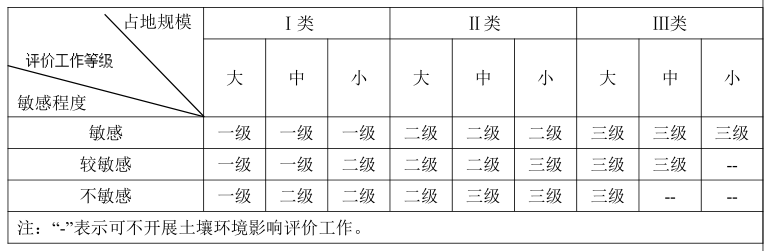 占地规模 Ⅰ类 Ⅱ类 Ⅲ类
评价工作等级
敏感程度 大 中 小 大 中 小 大 中 小
敏感 一级 一级 一级 二级 二级 二级 三级 三级 三级
较敏感 一级 一级 二级 二级 二级 三级 三级 三级 --
不敏感 一级 二级 二级 二级 三级 三级 三级 -- --
注：“-”表示可不开展土壤环境影响评价工作。